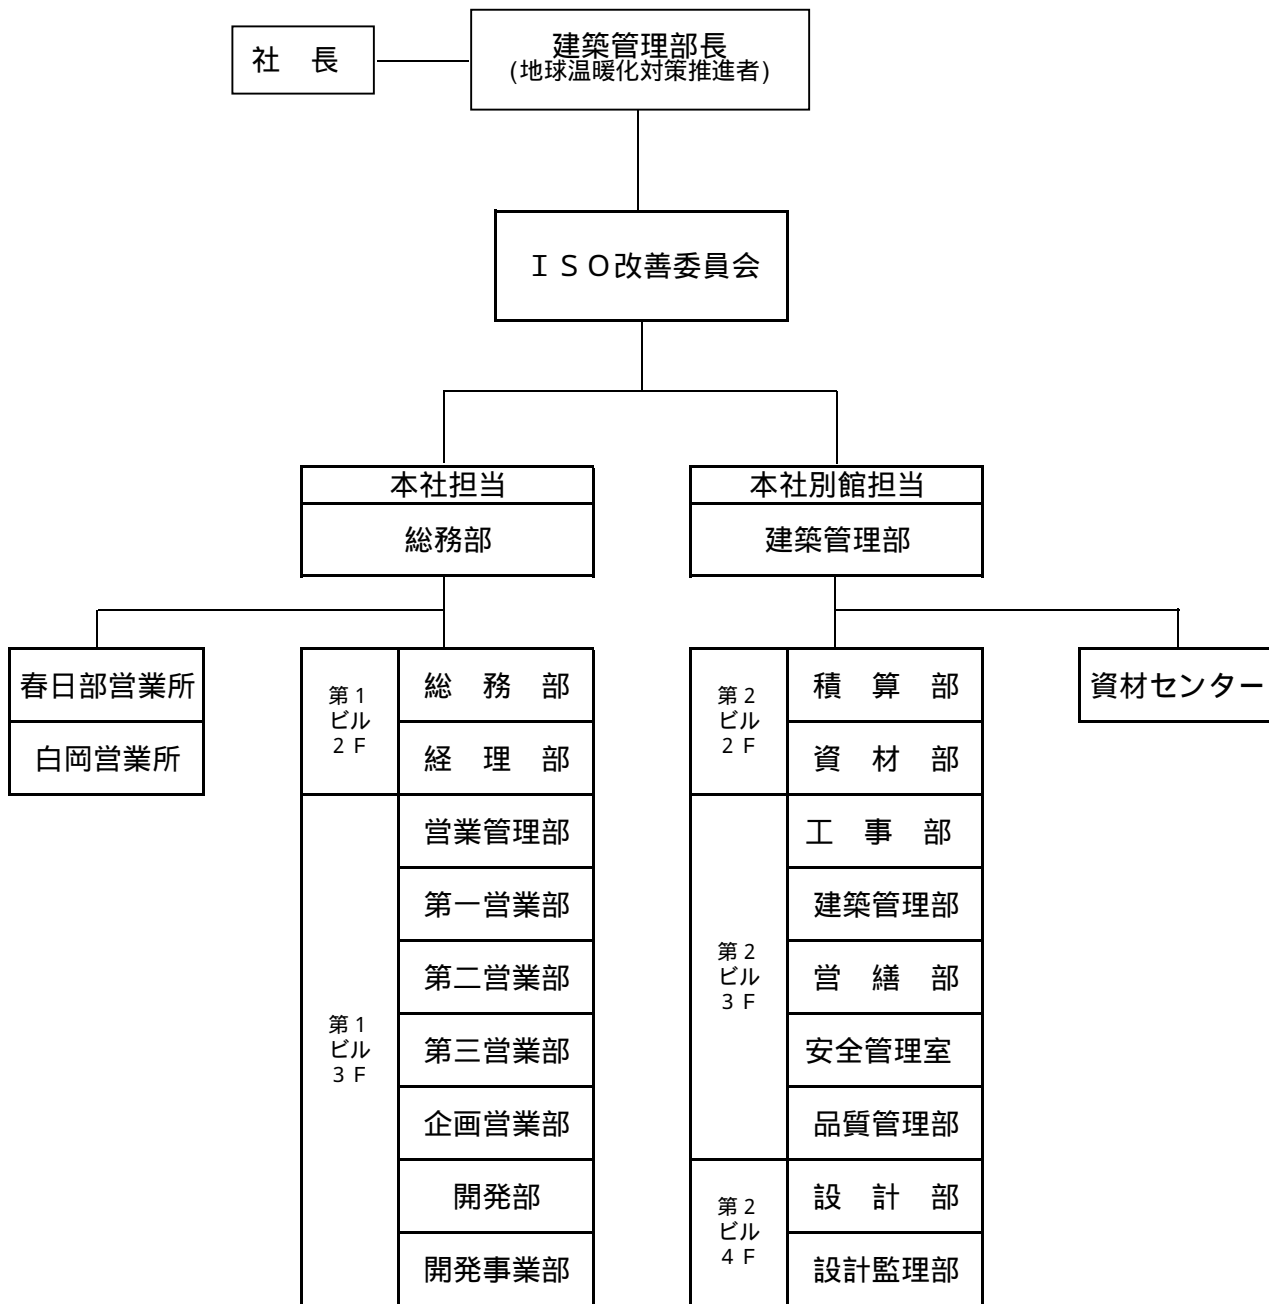 社　長
建築管理部長
(地球温暖化対策推進者)
ＩＳＯ改善委員会
本社担当
総務部
本社別館担当
建築管理部
春日部営業所
白岡営業所
第１
ビル
２Ｆ
総　務　部
経　理　部
第１
ビル
３Ｆ
営業管理部
第一営業部
第二営業部
第三営業部
企画営業部
開発部
開発事業部
第２
ビル
２Ｆ
積　算　部
資　材　部
第２
ビル
３Ｆ
工　事　部
建築管理部
営　繕　部
安全管理室
品質管理部
第２
ビル
４Ｆ
設　計　部
設計監理部
資材センター